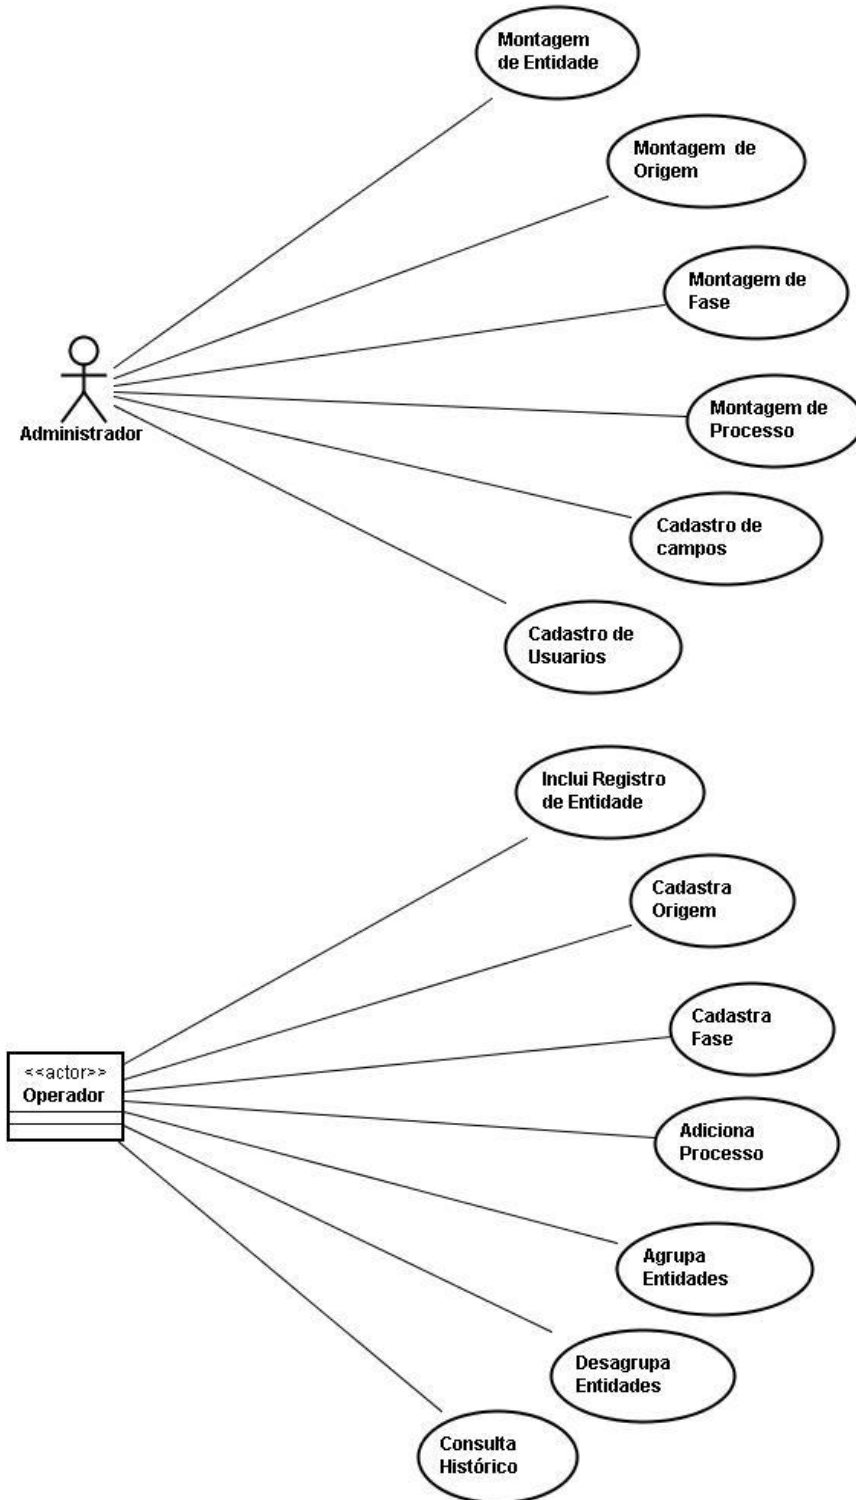 Montagem
de Entidade
Montagem de
Origem
Montagem de
Fase
Administrador
Montagem de
Processo
Cadastro de
campos
Cadastro de
Usuarios
Inclui Registro
de Entidade
Cadastra
Origem
Cadastra
Fase
<<actor>>
Operador
Adiciona
Processo
Agrupa
Entidades
Desagrupa
Entidades
Consulta
Histórico